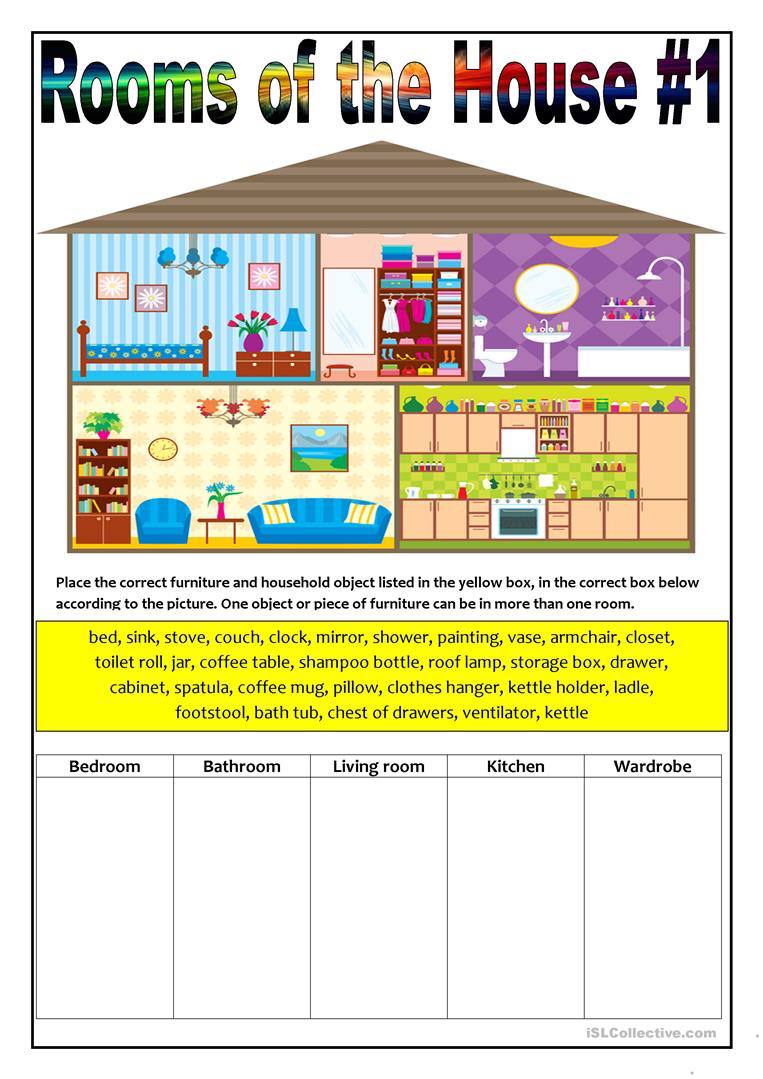 Rooms of the House #1
Place the correct furniture and household object listed in the yellow box, in the correct box below
according to the picture. One object or piece of furniture can be in more than one room.
bed, sink, stove, couch, clock, mirror, shower, painting, vase, armchair, closet,
toilet roll, jar, coffee table, shampoo bottle, roof lamp, storage box, drawer,
cabinet, spatula, coffee mug, pillow, clothes hanger, kettle holder, ladle,
footstool, bath tub, chest of drawers, ventilator, kettle
Bedroom Bathroom Living room Kitchen Wardrobe
iSLCollective.com